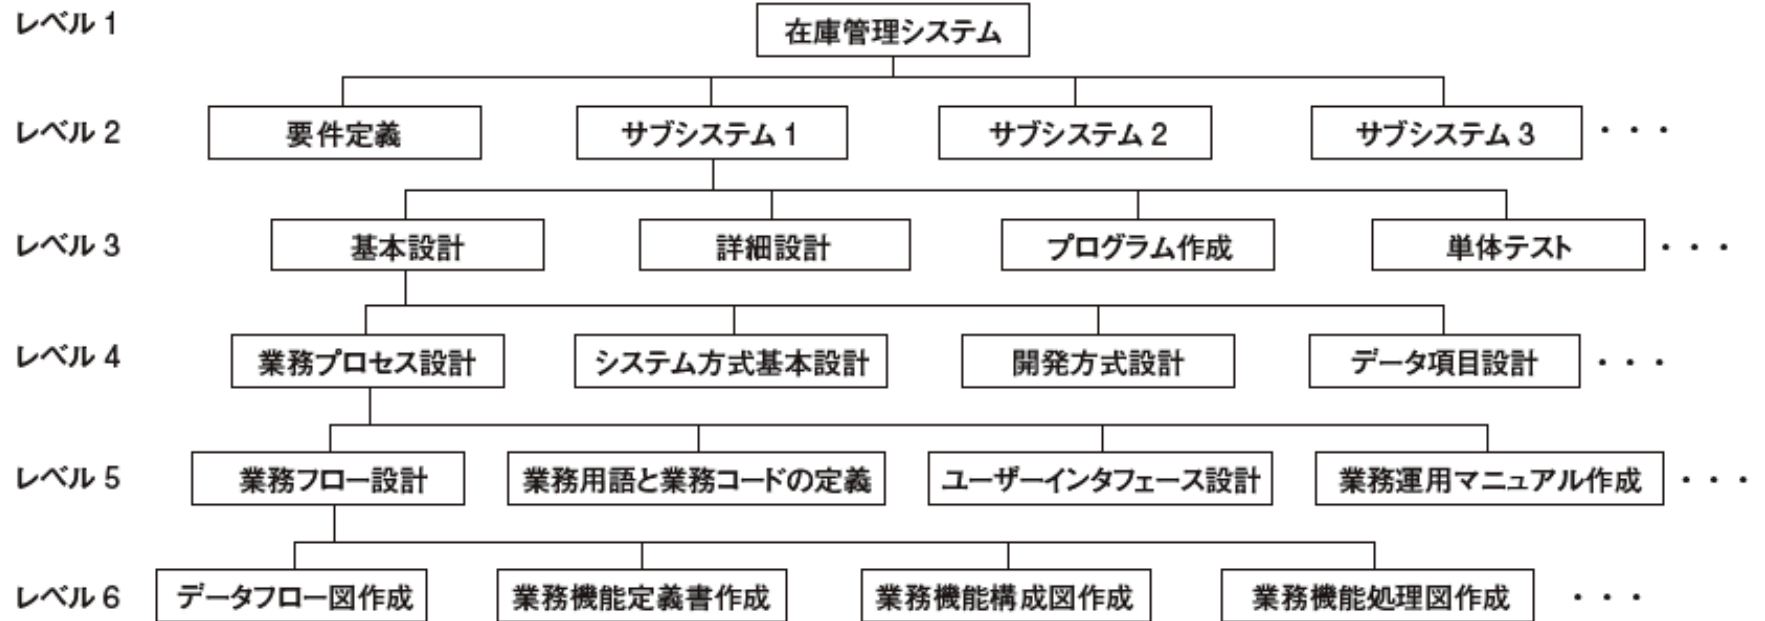 レベル 1 在庫管理システム
レベル 2 要件定義 サブシステム 1 サブシステム 2 サブシステム 3 ・・・
レベル 3 基本設計 詳細設計 プログラム作成 単体テスト ・・・
レベル 4 業務プロセス設計 システム方式基本設計 開発方式設計 データ項目設計 ・・・
レベル 5 業務フロー設計 業務用語と業務コードの定義 ユーザーインタフェース設計 業務運用マニュアル作成 ・・・
レベル 6 データフロー図作成 業務機能定義書作成 業務機能構成図作成 業務機能処理図作成 ・・・